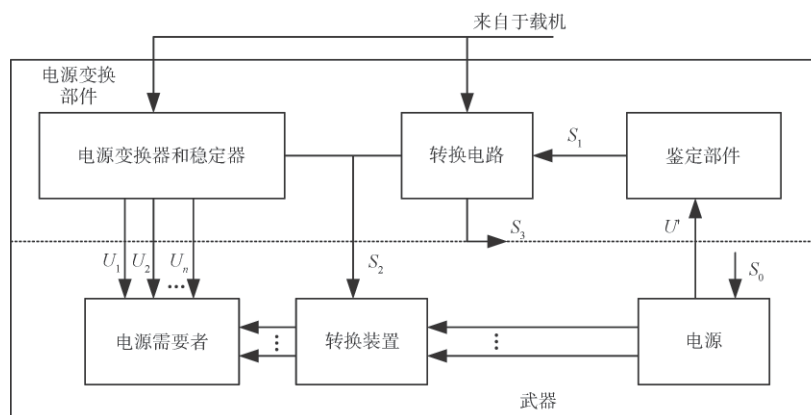 来自于载机
电源变换
部件
电源变换器和稳定器
转换电路
S₁
鉴定部件
S₃
U'
U₁ U₂ Uₙ
...
S₂
S₀
电源需要者
...
转换装置
...
电源
武器